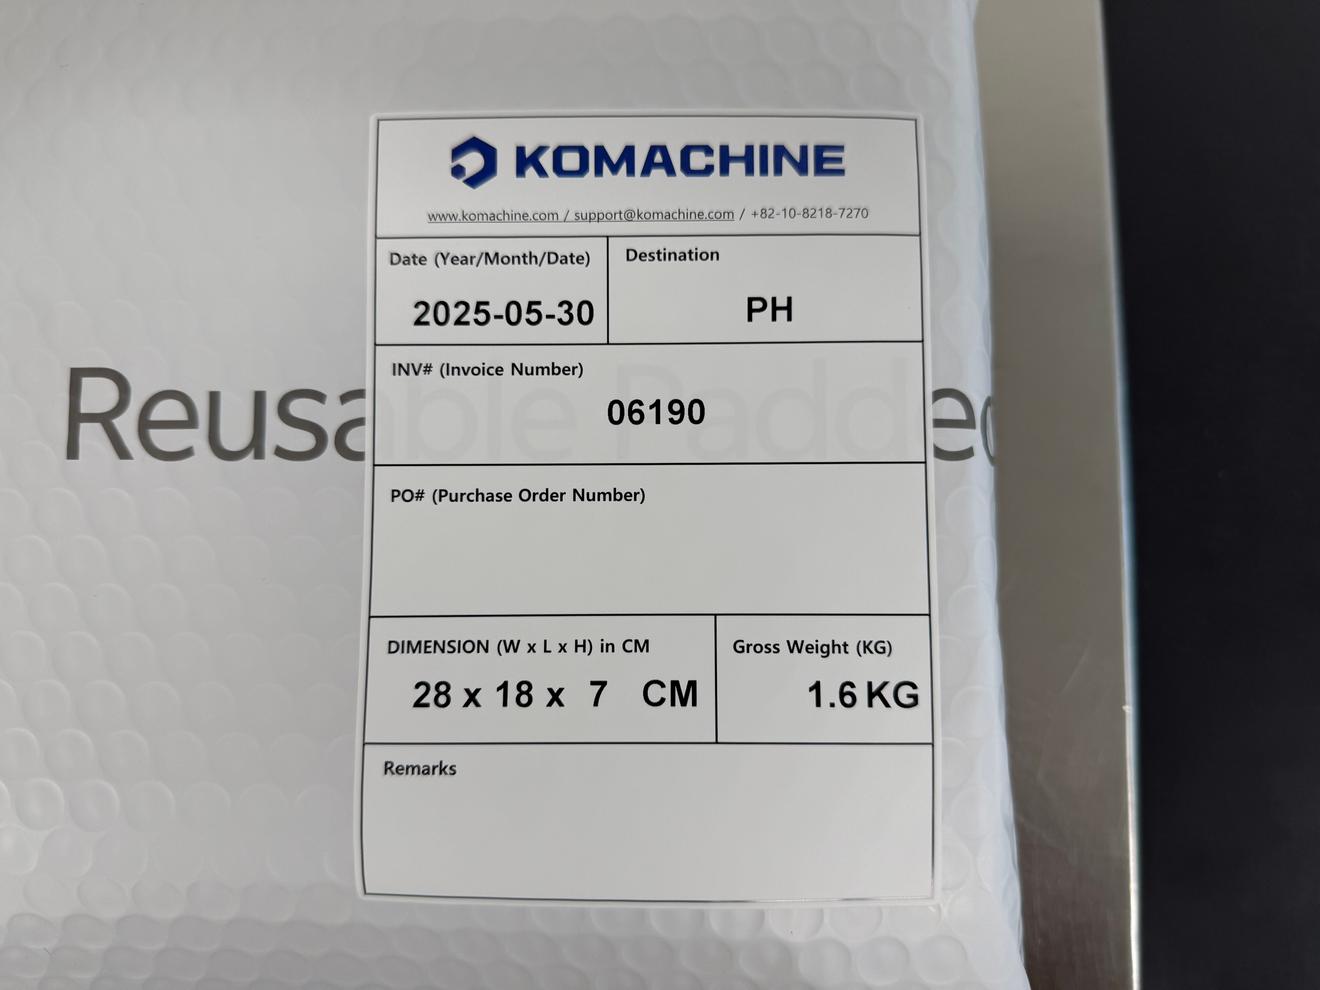 KOMACHINE
www.komachine.com / support@komachine.com / +82-10-8218-7270
Date (Year/Month/Date)
2025-05-30
Destination
PH
INV# (Invoice Number)
06190
Reusable Padded
PO# (Purchase Order Number)
DIMENSION (W x L x H) in CM
28 x 18 x 7 CM
Gross Weight (KG)
1.6 KG
Remarks